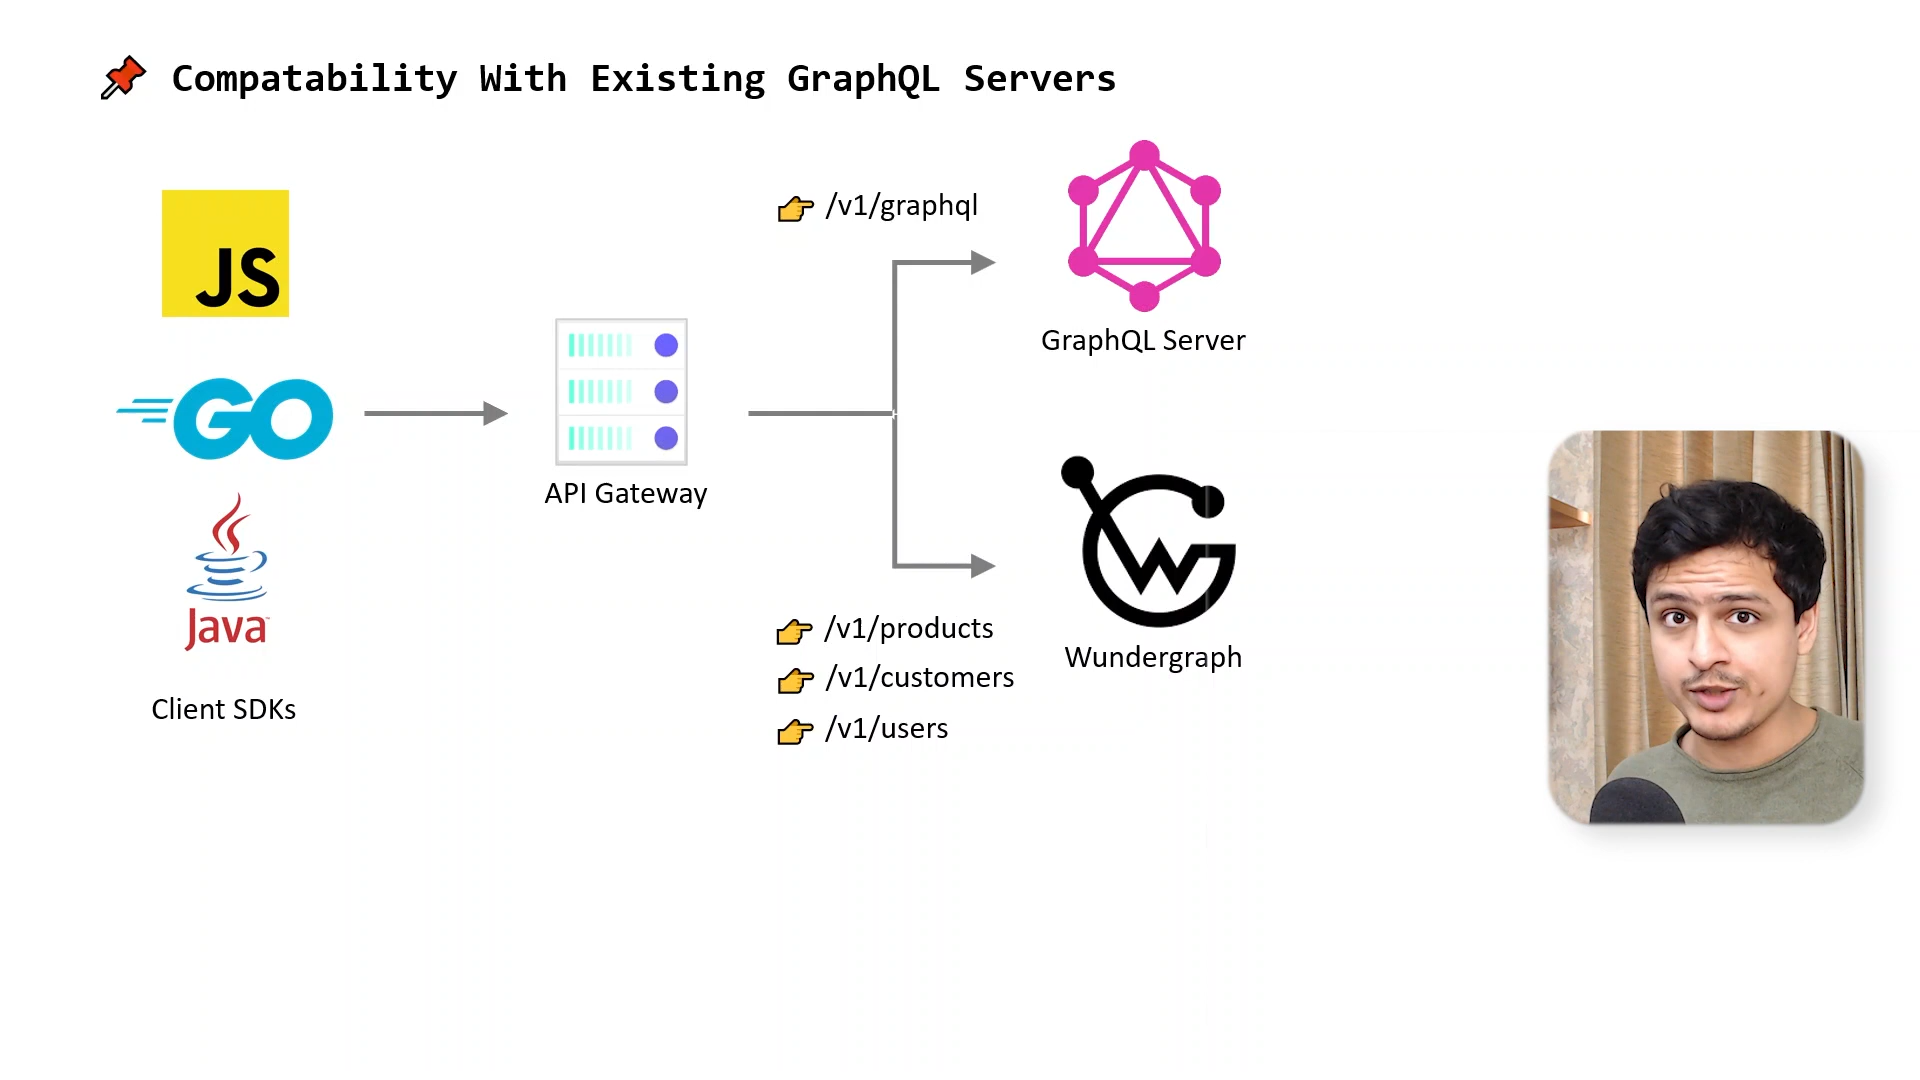 Compatability With Existing GraphQL Servers
JS
GO
Java
Client SDKs
API Gateway
/v1/graphql
GraphQL Server
W
Wundergraph
/v1/products
/v1/customers
/v1/users